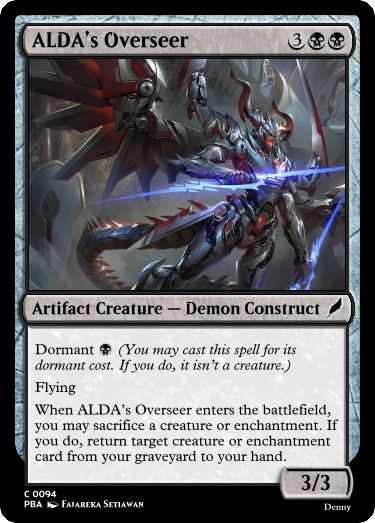 ALDA's Overseer 3
Artifact Creature — Demon Construct
Dormant (You may cast this spell for its
dormant cost. If you do, it isn't a creature.)
Flying
When ALDA's Overseer enters the battlefield,
you may sacrifice a creature or enchantment. If
you do, return target creature or enchantment
card from your graveyard to your hand.
3/3
C 0094
PBA Fajareka Setiawan
Denny